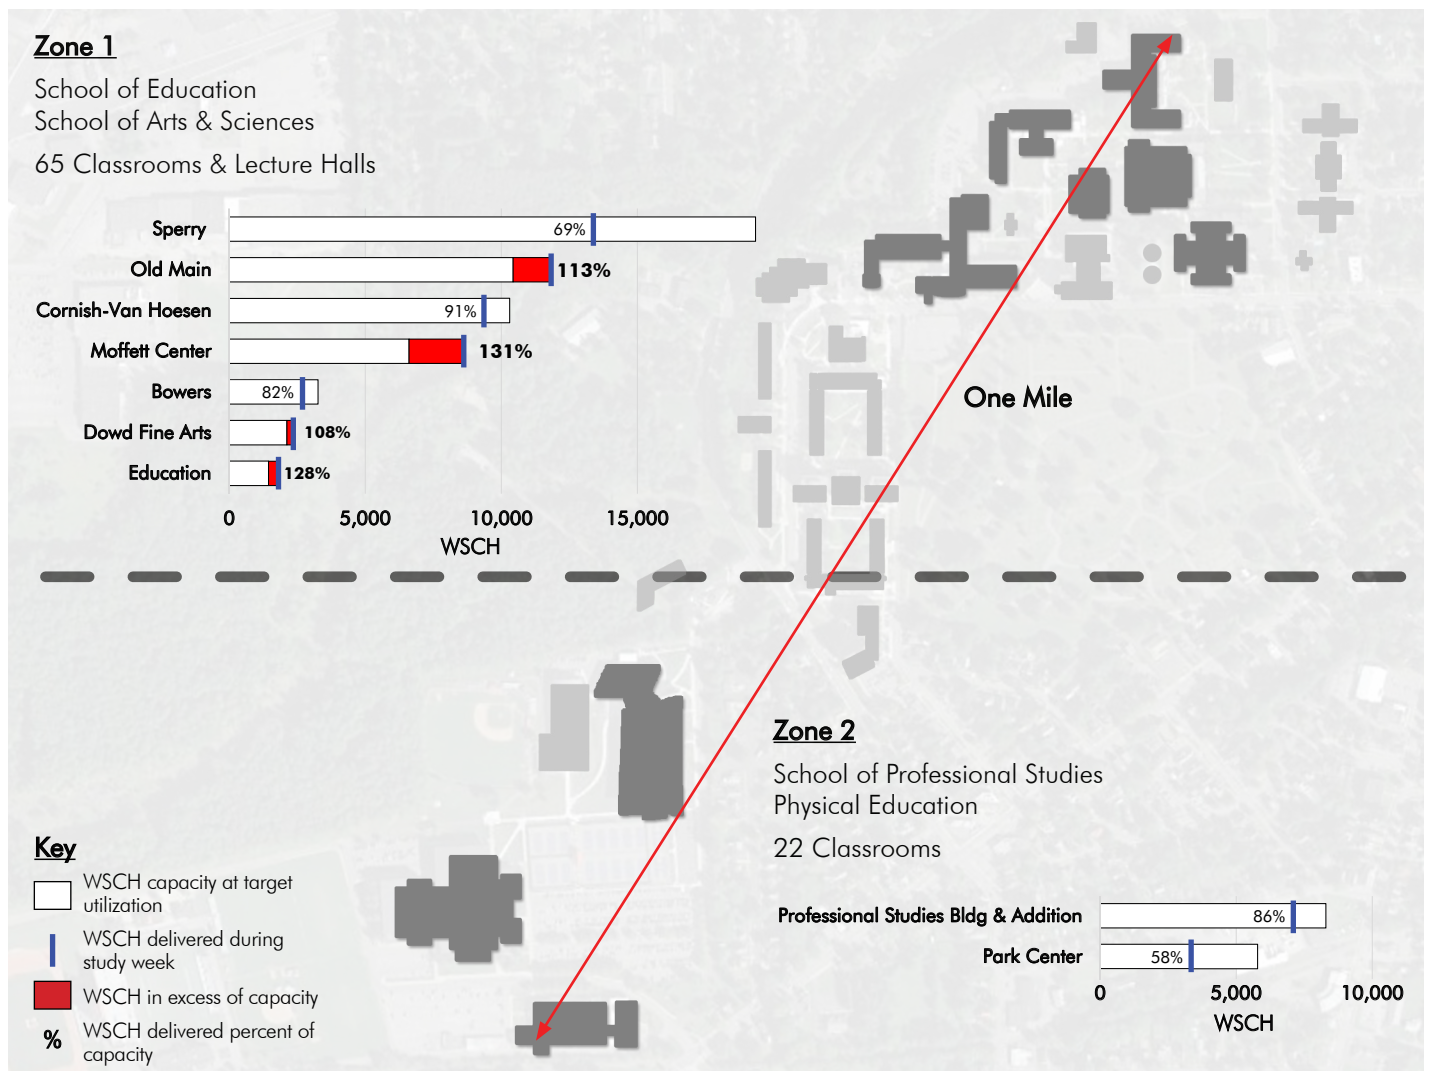 Zone 1
School of Education
School of Arts & Sciences
65 Classrooms & Lecture Halls
Sperry 69%
Old Main 113%
Cornish-Van Hoesen 91%
Moffett Center 131%
Bowers 82%
Dowd Fine Arts 108%
Education 128%
0 5,000 10,000 15,000
WSCH
One Mile
Zone 2
School of Professional Studies
Physical Education
22 Classrooms
Professional Studies Bldg & Addition 86%
Park Center 58%
0 5,000 10,000
WSCH
Key
WSCH capacity at target
utilization
WSCH delivered during
study week
WSCH in excess of capacity
% WSCH delivered percent of
capacity